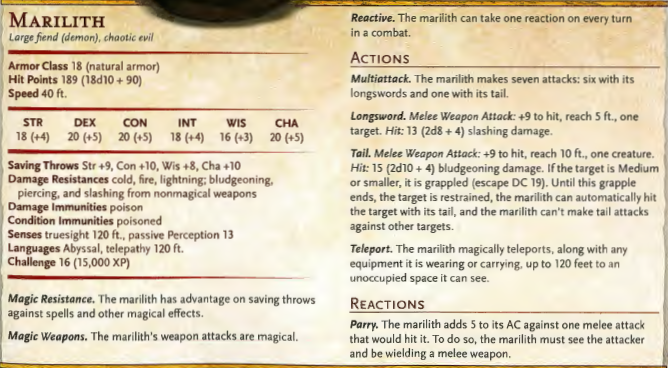 MARILITH
Large fiend (demon), chaotic evil
Armor Class 18 (natural armor)
Hit Points 189 (18d10 + 90)
Speed 40 ft.
STR DEX CON INT WIS CHA
18 (+4) 20 (+5) 20 (+5) 18 (+4) 16 (+3) 20 (+5)
Saving Throws Str +9, Con +10, Wis +8, Cha +10
Damage Resistances cold, fire, lightning; bludgeoning,
piercing, and slashing from nonmagical weapons
Damage Immunities poison
Condition Immunities poisoned
Senses truesight 120 ft., passive Perception 13
Languages Abyssal, telepathy 120 ft.
Challenge 16 (15,000 XP)
Magic Resistance. The marilith has advantage on saving throws
against spells and other magical effects.
Magic Weapons. The marilith's weapon attacks are magical.
Reactive. The marilith can take one reaction on every turn
in a combat.
ACTIONS
Multiattack. The marilith makes seven attacks: six with its
longswords and one with its tail.
Longsword. Melee Weapon Attack: +9 to hit, reach 5 ft., one
target. Hit: 13 (2d8 + 4) slashing damage.
Tail. Melee Weapon Attack: +9 to hit, reach 10 ft., one creature.
Hit: 15 (2d10 + 4) bludgeoning damage. If the target is Medium
or smaller, it is grappled (escape DC 19). Until this grapple
ends, the target is restrained, the marilith can automatically hit
the target with its tail, and the marilith can't make tail attacks
against other targets.
Teleport. The marilith magically teleports, along with any
equipment it is wearing or carrying, up to 120 feet to an
unoccupied space it can see.
REACTIONS
Parry. The marilith adds 5 to its AC against one melee attack
that would hit it. To do so, the marilith must see the attacker
and be wielding a melee weapon.